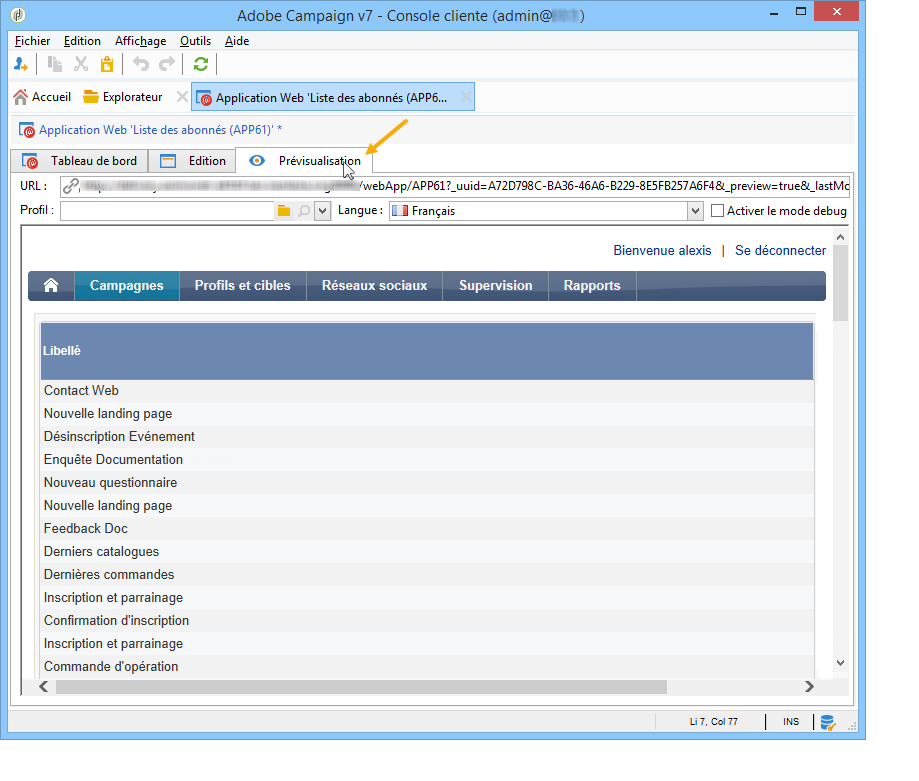 Adobe Campaign v7 - Console cliente (admin@
Fichier Edition Affichage Outils Aide
Accueil Explorateur Application Web 'Liste des abonnés (APP6...
Application Web 'Liste des abonnés (APP61)' *
Tableau de bord Edition Prévisualisation
URL : /webApp/APP61?_uuid=A72D798C-BA36-46A6-B229-8E5FB257A6F4&_preview=true&_lastMo
Profil : Langue : Français Activer le mode debug
Bienvenue alexis | Se déconnecter
Campagnes Profils et cibles Réseaux sociaux Supervision Rapports
Libellé
Contact Web
Nouvelle landing page
Désinscription Evénement
Enquête Documentation
Nouveau questionnaire
Nouvelle landing page
Feedback Doc
Derniers catalogues
Dernières commandes
Inscription et parrainage
Confirmation d'inscription
Inscription et parrainage
Commande d'opération
Li 7, Col 77 INS